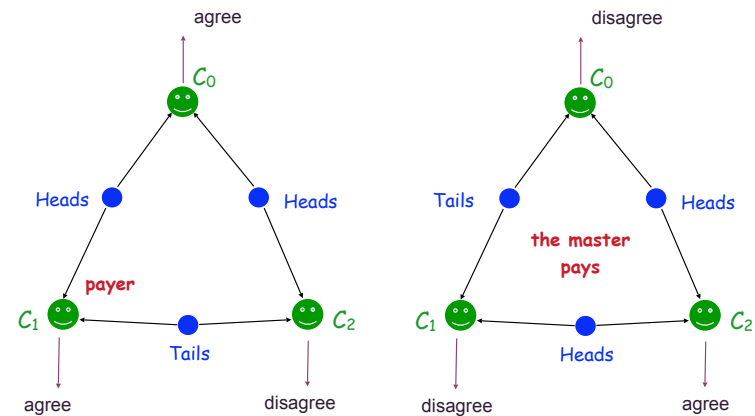 agree
C0
Heads
Heads
payer
C1
C2
Tails
agree
disagree
disagree
C0
Tails
Heads
the master
pays
C1
C2
Heads
disagree
agree